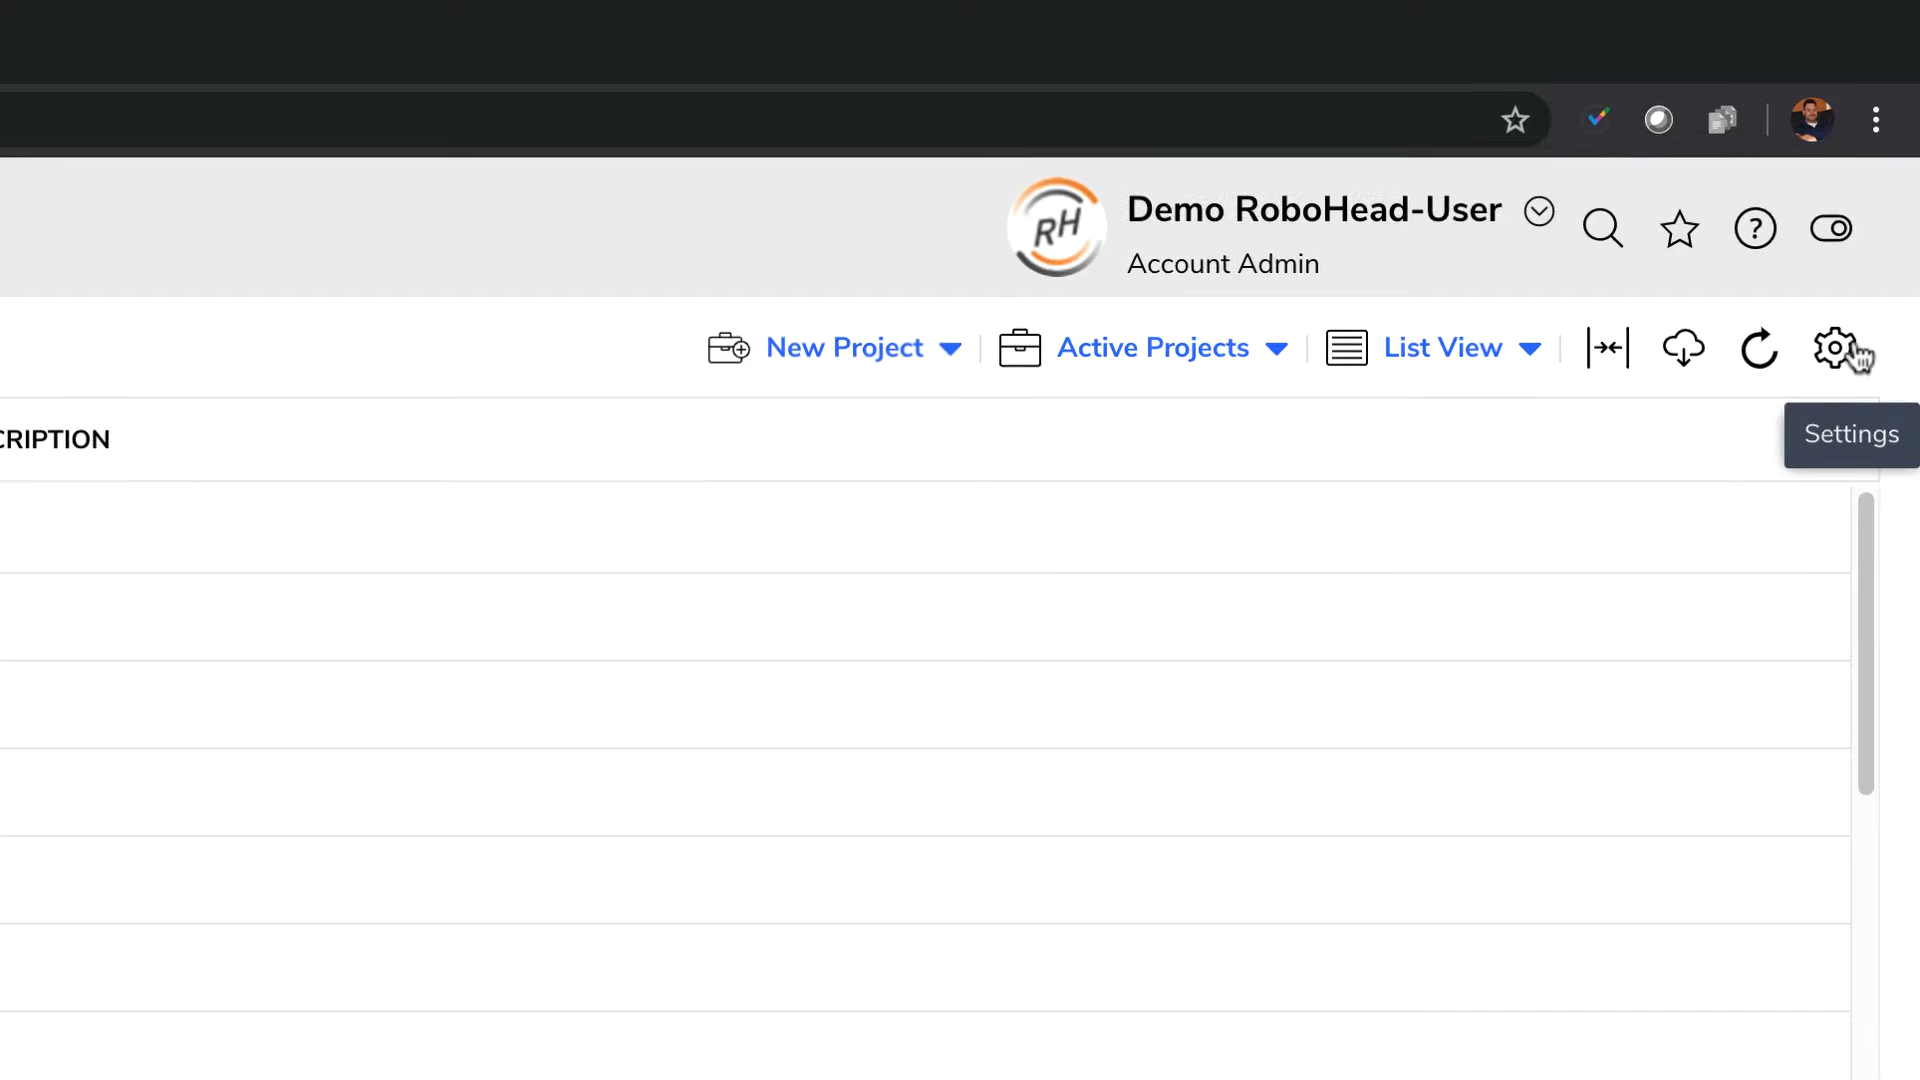 RH
Demo RoboHead-User
?
Account Admin
New Project
Active Projects
List View
CRIPTION
Settings